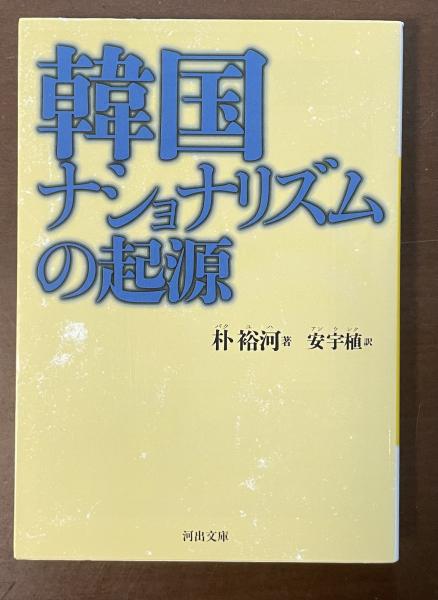 韓国
ナショナリズム
の起源
パク ユハ アン ウシク
朴 裕河 著 安宇植 訳
河出文庫